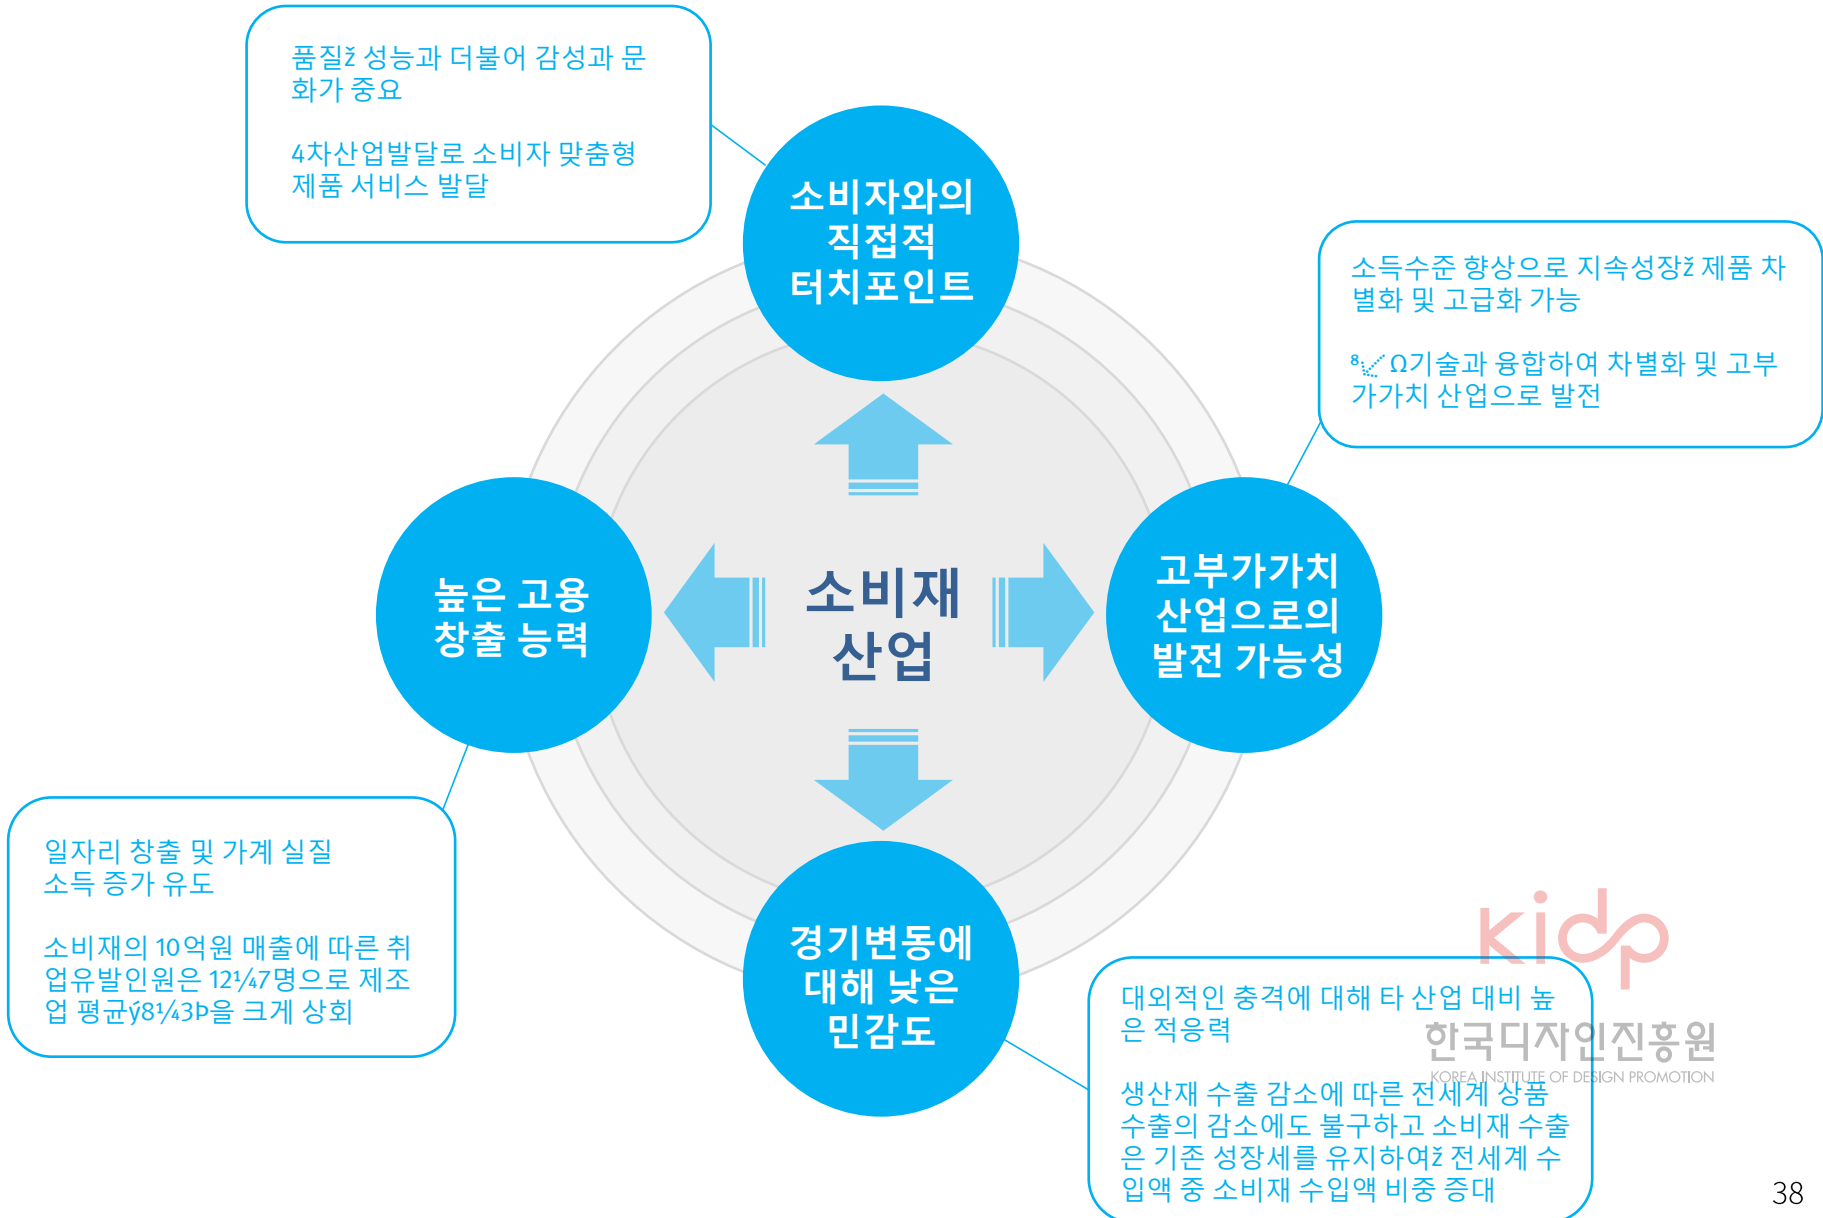 품질ž 성능과 더불어 감성과 문
화가 중요
4차산업발달로 소비자 맞춤형
제품 서비스 발달
소비자와의
직접적
터치포인트
소득수준 향상으로 지속성장ž 제품 차
별화 및 고급화 가능
Ω기술과 융합하여 차별화 및 고부
가가치 산업으로 발전
높은 고용
창출 능력
소비재
산업
고부가가치
산업으로의
발전 가능성
일자리 창출 및 가계 실질
소득 증가 유도
소비재의 10억원 매출에 따른 취
업유발인원은 12¼7명으로 제조
업 평균ý8¼3Þ을 크게 상회
경기변동에
대해 낮은
민감도
대외적인 충격에 대해 타 산업 대비 높
은 적응력
생산재 수출 감소에 따른 전세계 상품
수출의 감소에도 불구하고 소비재 수출
은 기존 성장세를 유지하여ž 전세계 수
입액 중 소비재 수입액 비중 증대
kidp
한국디자인진흥원
KOREA INSTITUTE OF DESIGN PROMOTION
38